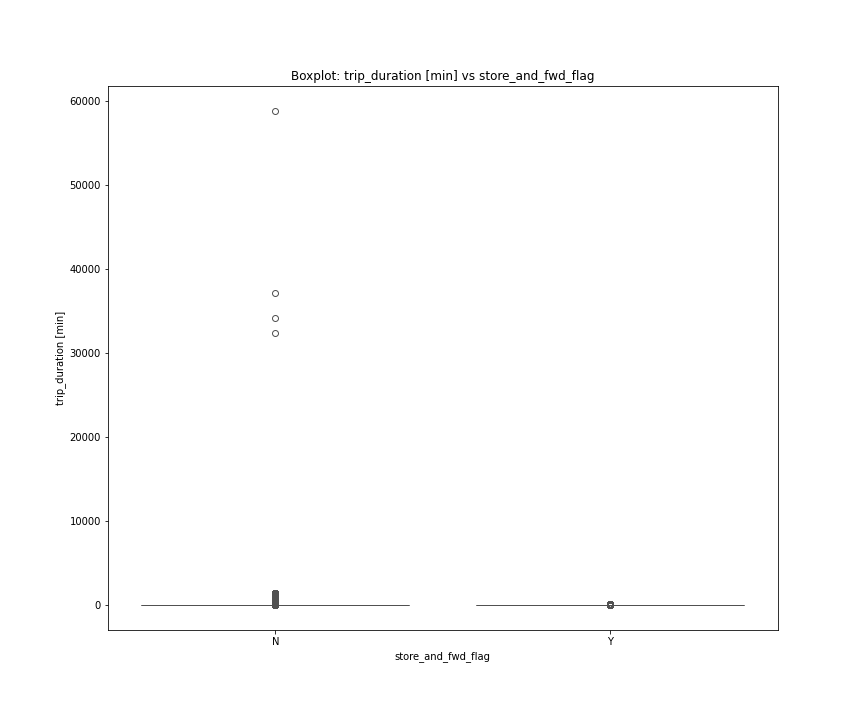 Boxplot: trip_duration [min] vs store_and_fwd_flag
60000
50000
40000
30000
20000
10000
0
trip_duration [min]
N
Y
store_and_fwd_flag